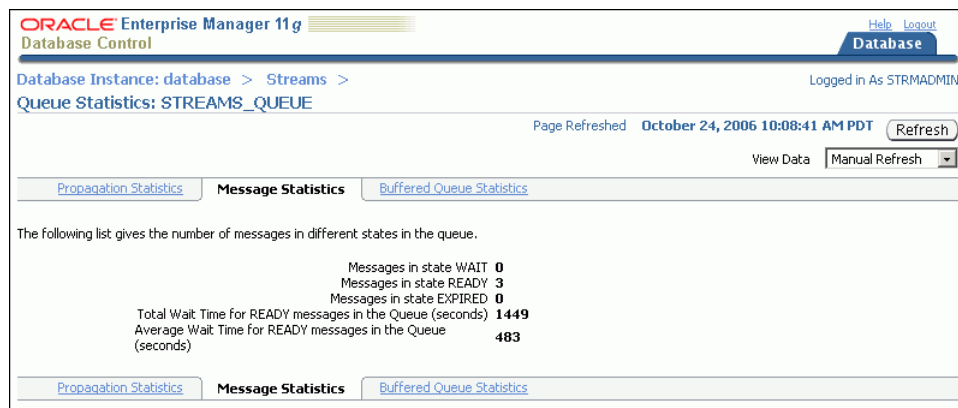 ORACLE Enterprise Manager 11g
Database Control
Help Logout
Database
Database Instance: database > Streams >
Logged in As STRMADMIN
Queue Statistics: STREAMS_QUEUE
Page Refreshed October 24, 2006 10:08:41 AM PDT Refresh
View Data Manual Refresh
Propagation Statistics Message Statistics Buffered Queue Statistics
The following list gives the number of messages in different states in the queue.
Messages in state WAIT 0
Messages in state READY 3
Messages in state EXPIRED 0
Total Wait Time for READY messages in the Queue (seconds) 1449
Average Wait Time for READY messages in the Queue
(seconds) 483
Propagation Statistics Message Statistics Buffered Queue Statistics